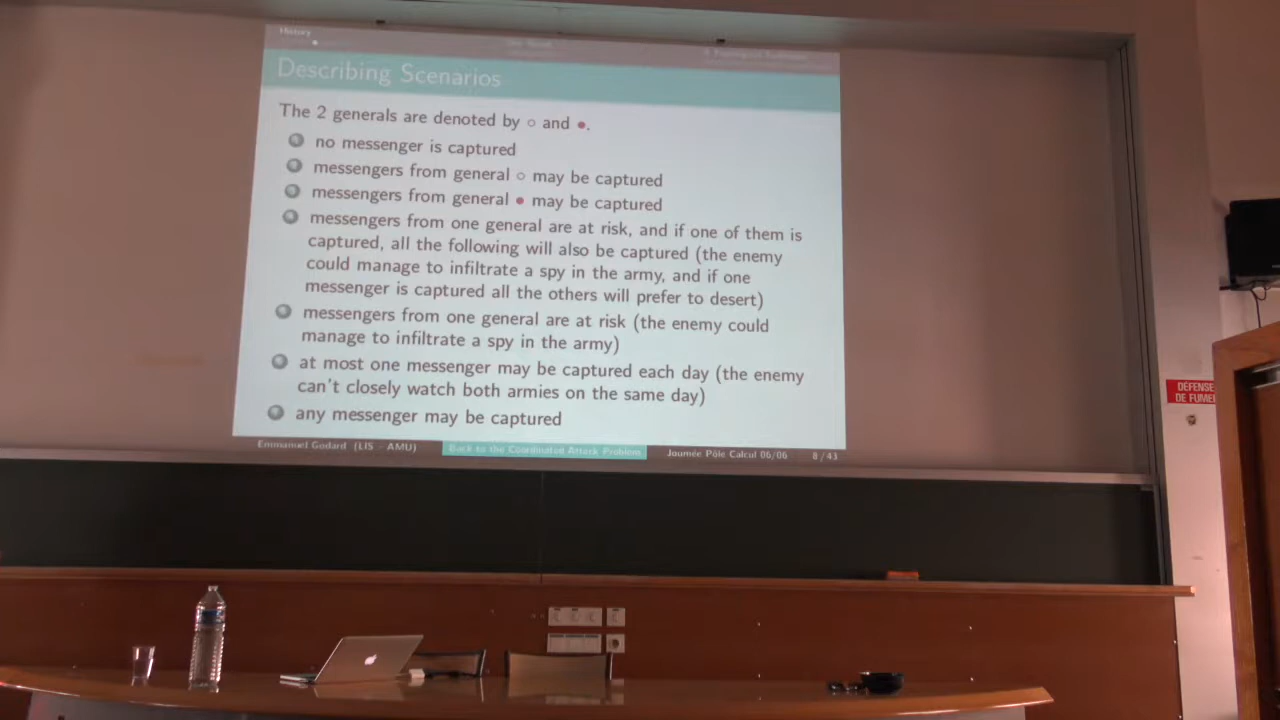 History
Describing Scenarios
The 2 generals are denoted by ○ and ●.
no messenger is captured
messengers from general ○ may be captured
messengers from general ● may be captured
messengers from one general are at risk, and if one of them is
captured, all the following will also be captured (the enemy
could manage to infiltrate a spy in the army, and if one
messenger is captured all the others will prefer to desert)
messengers from one general are at risk (the enemy could
manage to infiltrate a spy in the army)
at most one messenger may be captured each day (the enemy
can't closely watch both armies on the same day)
any messenger may be captured
Emmanuel Godard (LIS - AMU) Back to the Coordinated Attack Problem Journée Pôle Calcul 06/06 8 / 43
DÉFENSE
DE FUMER